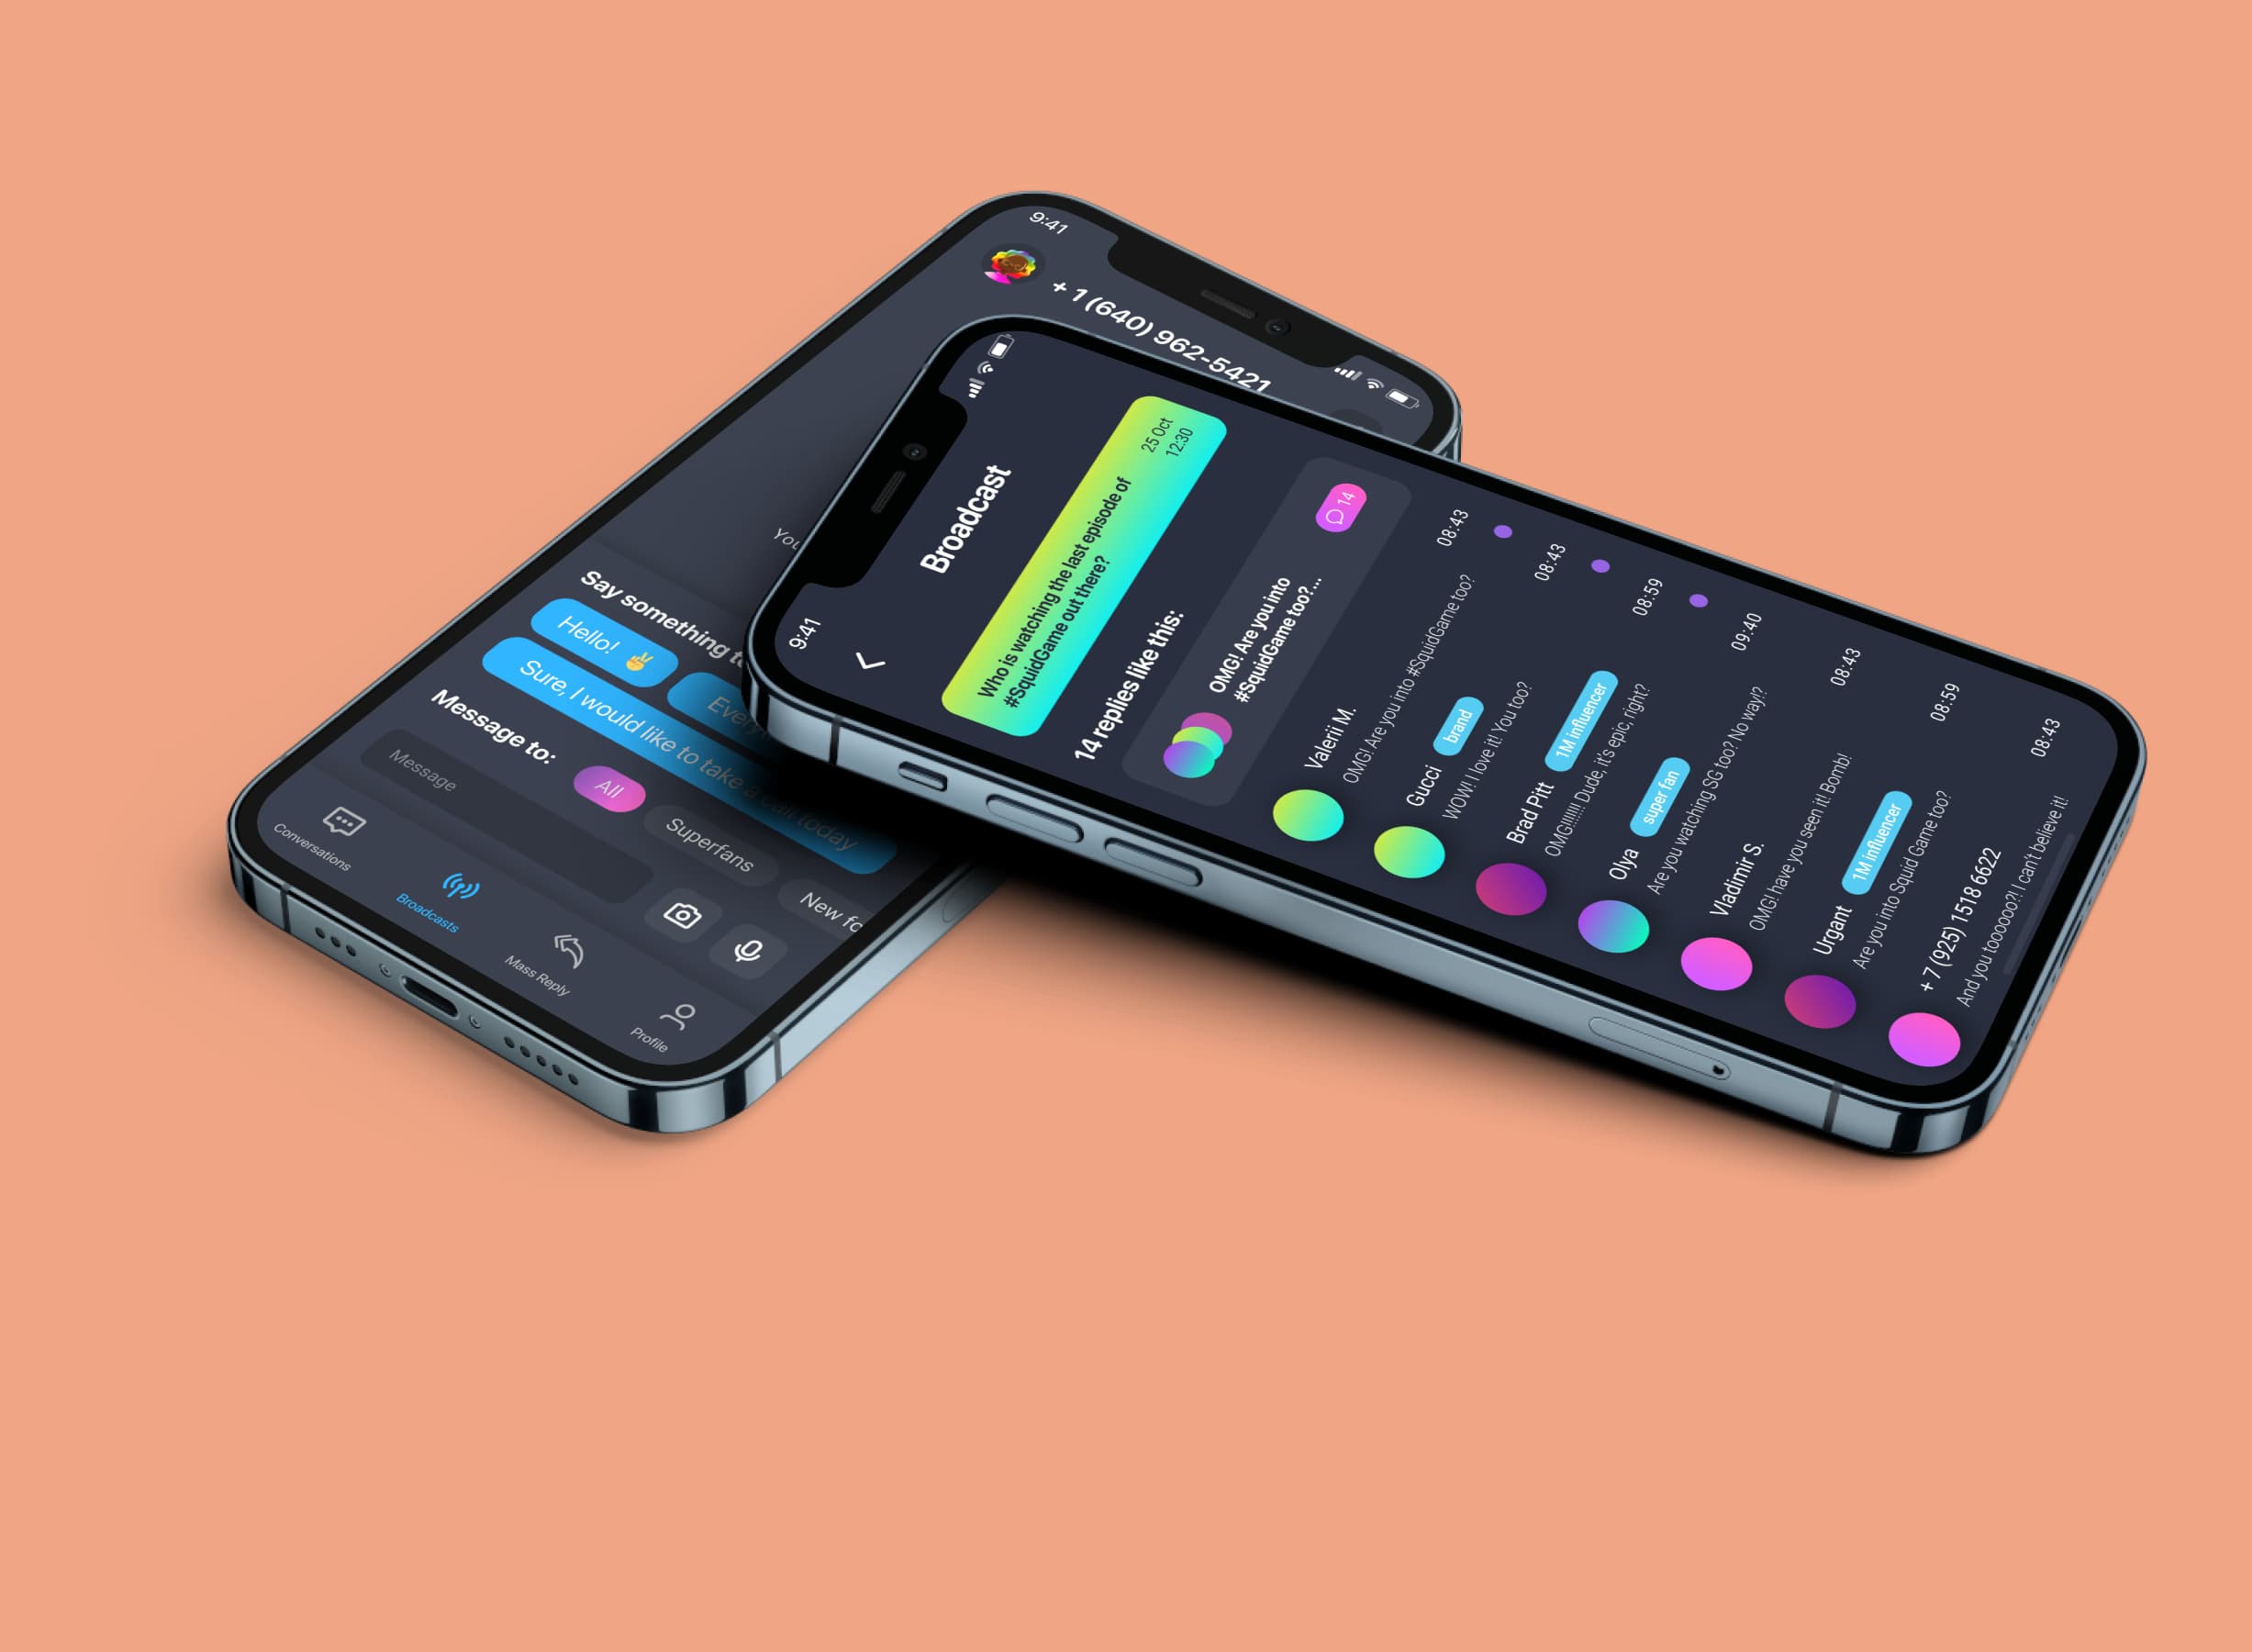 9:41
+ 1 (640) 962-5421
Say something
Hello! ✌️
Sure, I would like to take a call today
Message to:
All
Superfans
New
Message
Conversations
Broadcasts
Mass Reply
Profile
9:41
Broadcast
Who is watching the last episode of
#SquidGame out there?
25 Oct
12:30
14 replies like this:
OMG! Are you into
#SquidGame too?...
14
Valerii M.
08:43
OMG! Are you into #SquidGame too?
Gucci brand
08:43
WOW! I love it! You too?
Brad Pitt 1M influencer
08:59
OMG!!!!!!! Dude, it's epic, right?
Olya super fan
09:40
Are you watching SG too? No way!?
Vladimir S.
08:43
OMG! have you seen it! Bomb!
Urgant 1M influencer
08:59
Are you into Squid Game too?
+ 7 (925) 1518 6622
08:43
And you tooooo?! I can't believe it!